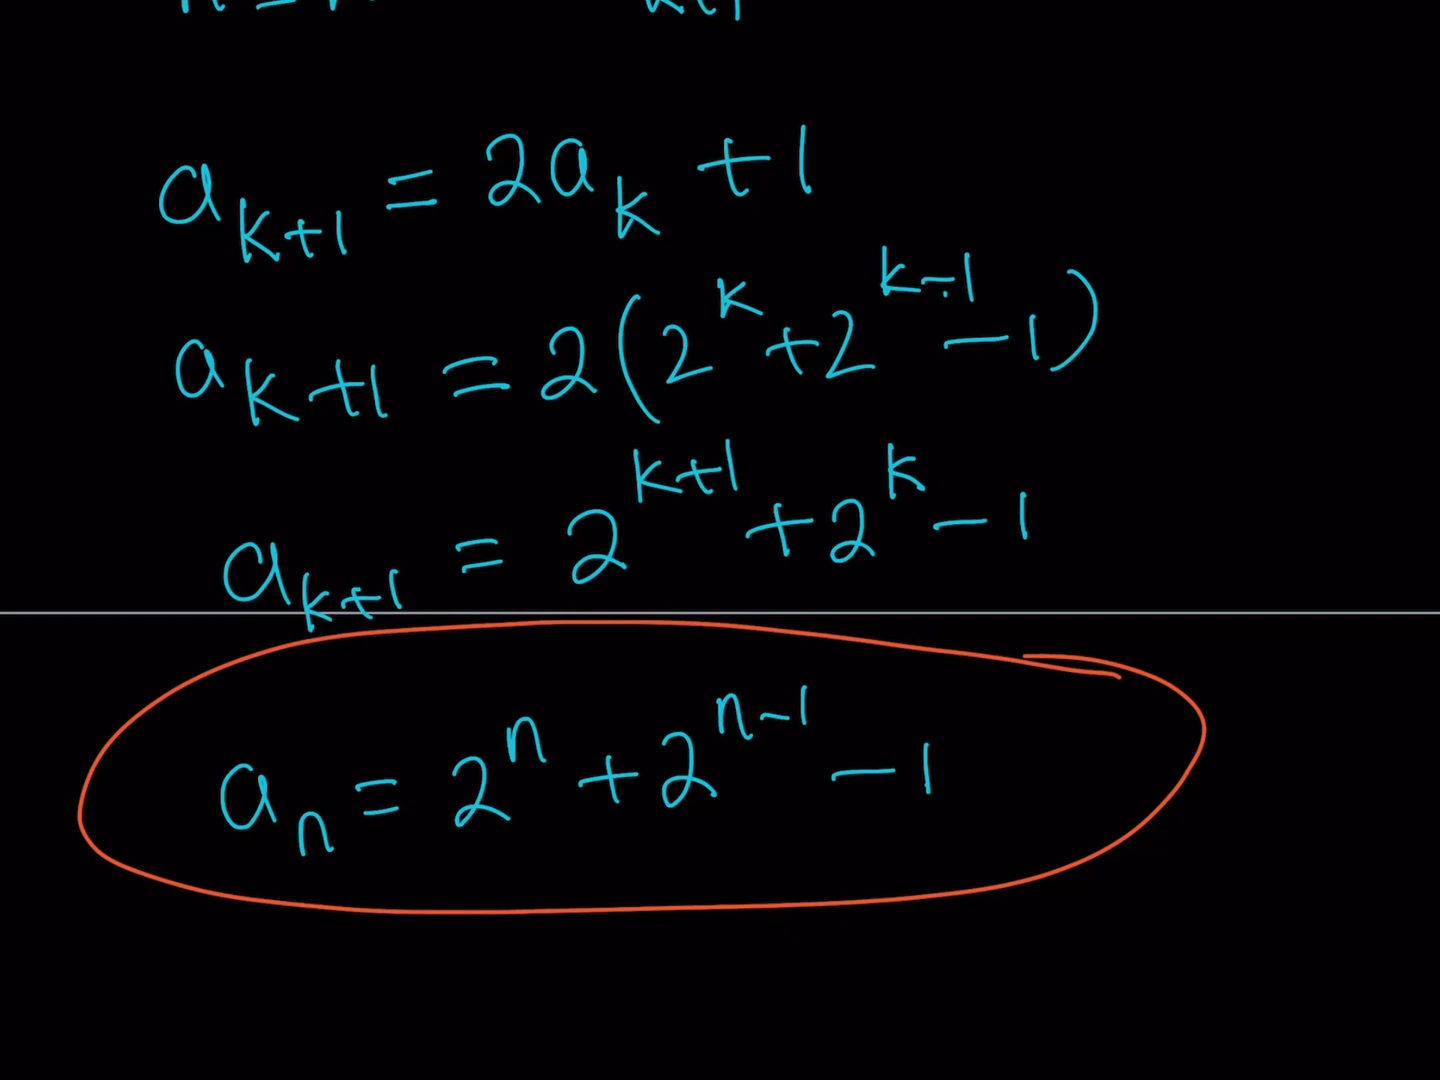 a_{k+1} = 2a_k + 1
a_{k+1} = 2(2^k + 2^{k-1} - 1)
a_{k+1} = 2^{k+1} + 2^k - 1
a_n = 2^n + 2^{n-1} - 1